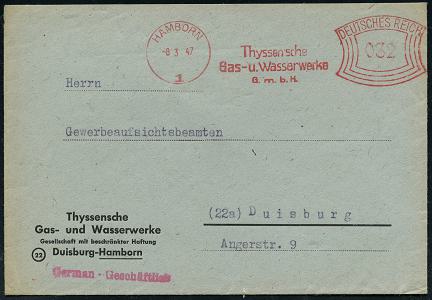 HAMBORN
-8.3.47
1
Thyssensche
Gas-u.Wasserwerke
G. m. b. H.
DEUTSCHES REICH
032
Herrn
Gewerbeaufsichtsbeamten
(22a) Duisburg
Angerstr. 9
Thyssensche
Gas- und Wasserwerke
Gesellschaft mit beschränkter Haftung
22 Duisburg-Hamborn
German - Geschäftlich